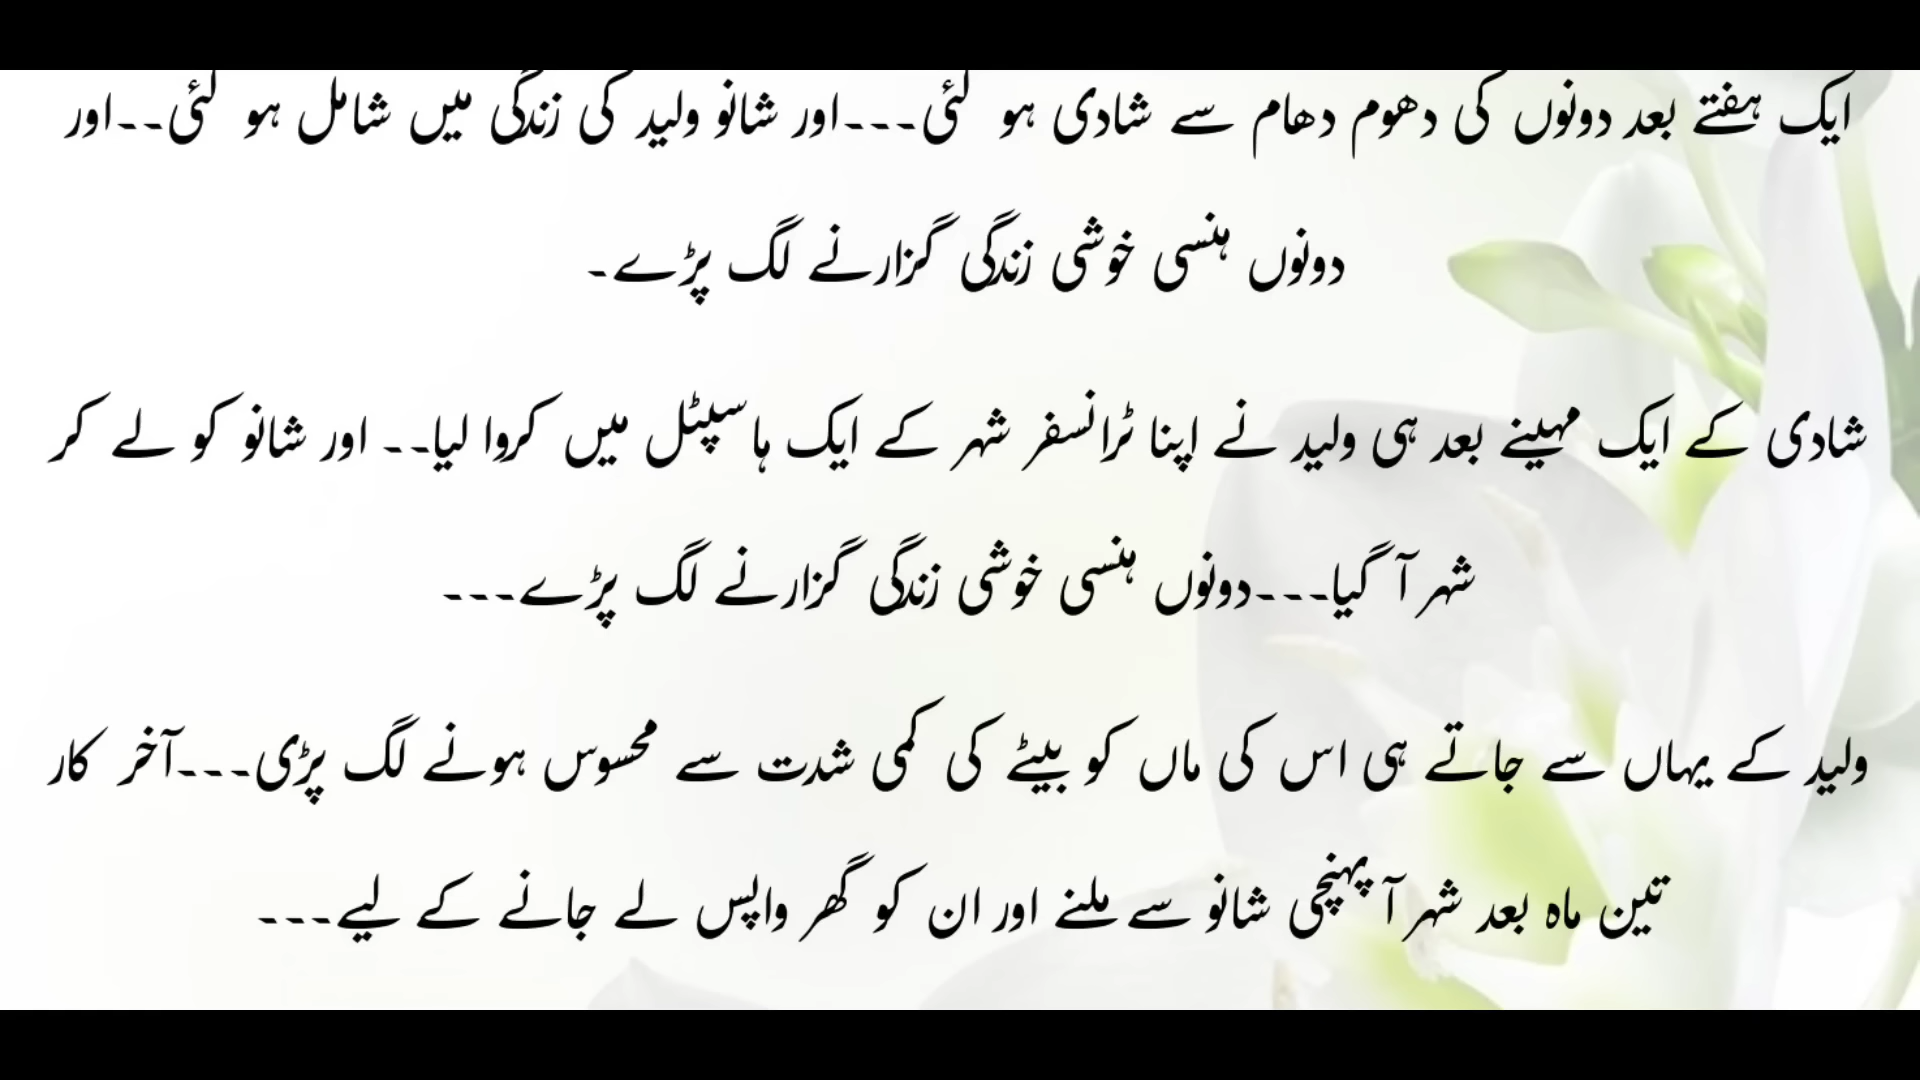 ایک ہفتے بعد دونوں کی دھوم دھام سے شادی ہو گئی۔۔۔اور شانو ولید کی زندگی میں شامل ہو گئی۔۔اور
دونوں ہنسی خوشی زندگی گزارنے لگ پڑے۔
شادی کے ایک مہینے بعد ہی ولید نے اپنا ٹرانسفر شہر کے ایک ہاسپٹل میں کروا لیا۔۔ اور شانو کو لے کر
شہر آ گیا۔۔۔دونوں ہنسی خوشی زندگی گزارنے لگ پڑے۔۔۔
ولید کے یہاں سے جاتے ہی اس کی ماں کو بیٹے کی کمی شدت سے محسوس ہونے لگ پڑی۔۔۔آخر کار
تین ماہ بعد شہر آ پہنچی شانو سے ملنے اور ان کو گھر واپس لے جانے کے لیے۔۔۔